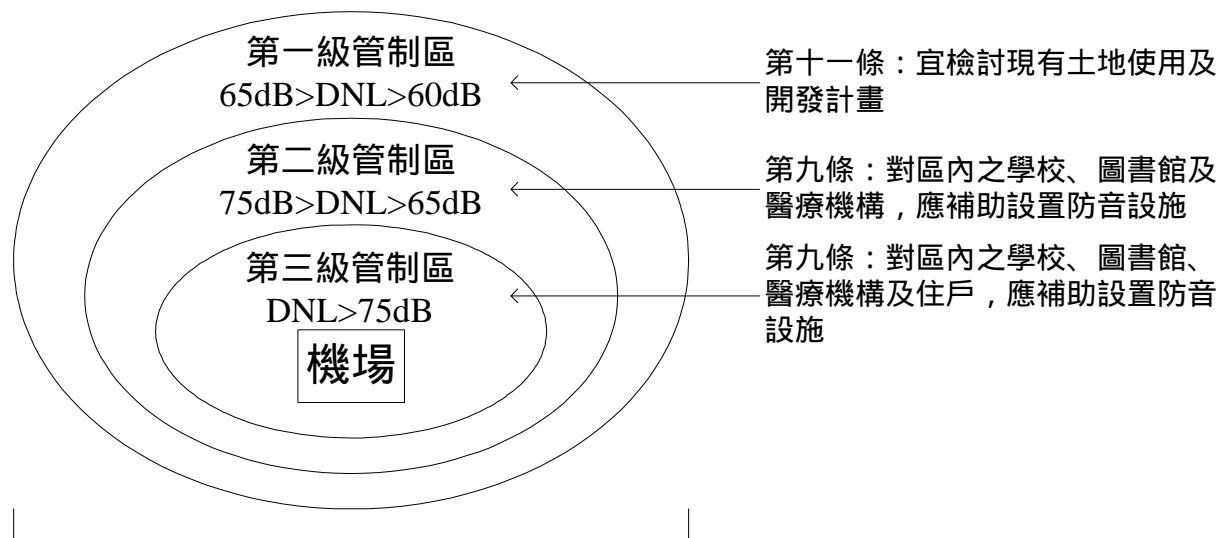 第一級管制區
65dB>DNL>60dB
第十一條：宜檢討現有土地使用及
開發計畫
第二級管制區
75dB>DNL>65dB
第九條：對區內之學校、圖書館及
醫療機構，應補助設置防音設施
第三級管制區
DNL>75dB
機場
第九條：對區內之學校、圖書館、
醫療機構及住戶，應補助設置防音
設施